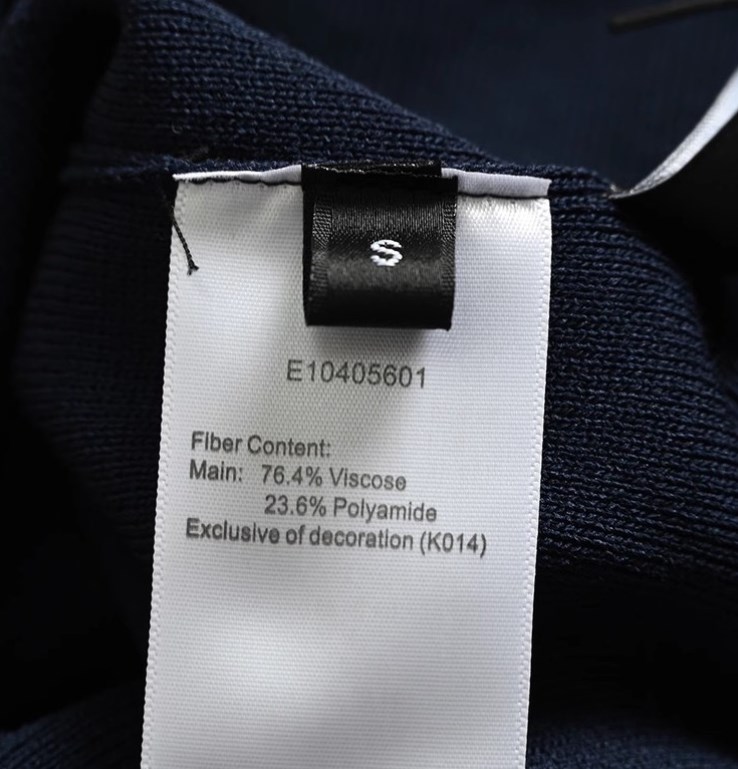 S
E10405601
Fiber Content:
Main: 76.4% Viscose
23.6% Polyamide
Exclusive of decoration (K014)